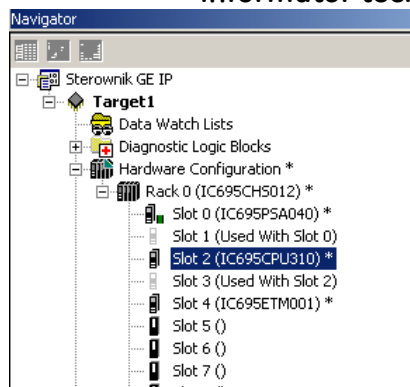 Navigator
Sterownik GE IP
Target1
Data Watch Lists
Diagnostic Logic Blocks
Hardware Configuration *
Rack 0 (IC695CHS012) *
Slot 0 (IC695PSA040) *
Slot 1 (Used With Slot 0)
Slot 2 (IC695CPU310) *
Slot 3 (Used With Slot 2)
Slot 4 (IC695ETM001) *
Slot 5 ()
Slot 6 ()
Slot 7 ()